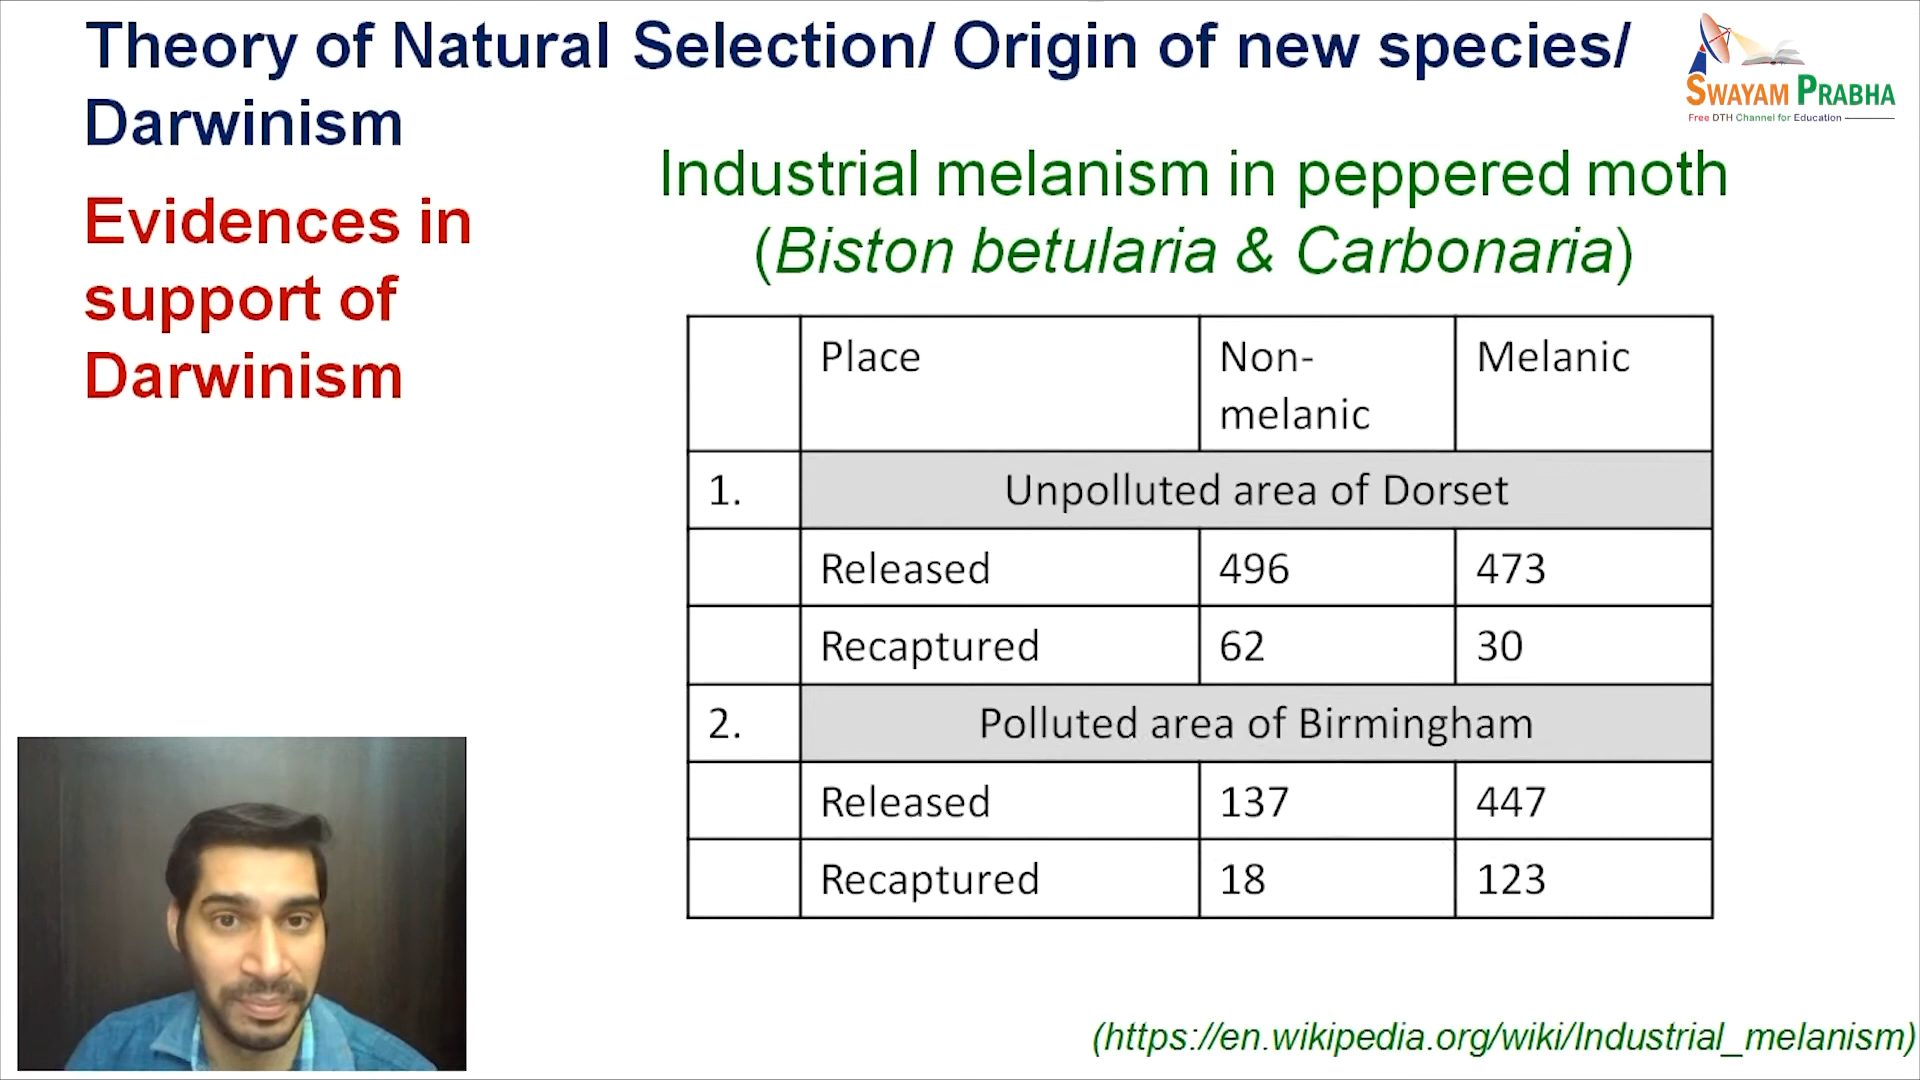 Theory of Natural Selection/ Origin of new species/
Darwinism
SWAYAM PRABHA
Free DTH Channel for Education
Industrial melanism in peppered moth
(Biston betularia & Carbonaria)
Evidences in
support of
Darwinism
Place Non-melanic Melanic
1. Unpolluted area of Dorset
Released 496 473
Recaptured 62 30
2. Polluted area of Birmingham
Released 137 447
Recaptured 18 123
(https://en.wikipedia.org/wiki/Industrial_melanism)